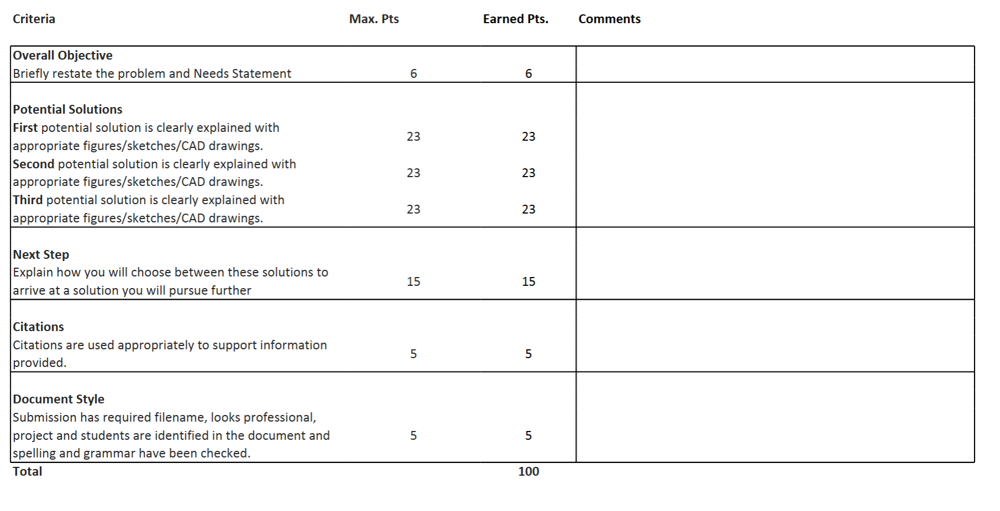 Criteria Max. Pts Earned Pts. Comments
Overall Objective
Briefly restate the problem and Needs Statement 6 6
Potential Solutions
First potential solution is clearly explained with
appropriate figures/sketches/CAD drawings. 23 23
Second potential solution is clearly explained with
appropriate figures/sketches/CAD drawings. 23 23
Third potential solution is clearly explained with
appropriate figures/sketches/CAD drawings. 23 23
Next Step
Explain how you will choose between these solutions to
arrive at a solution you will pursue further 15 15
Citations
Citations are used appropriately to support information
provided. 5 5
Document Style
Submission has required filename, looks professional,
project and students are identified in the document and 5 5
spelling and grammar have been checked.
Total 100